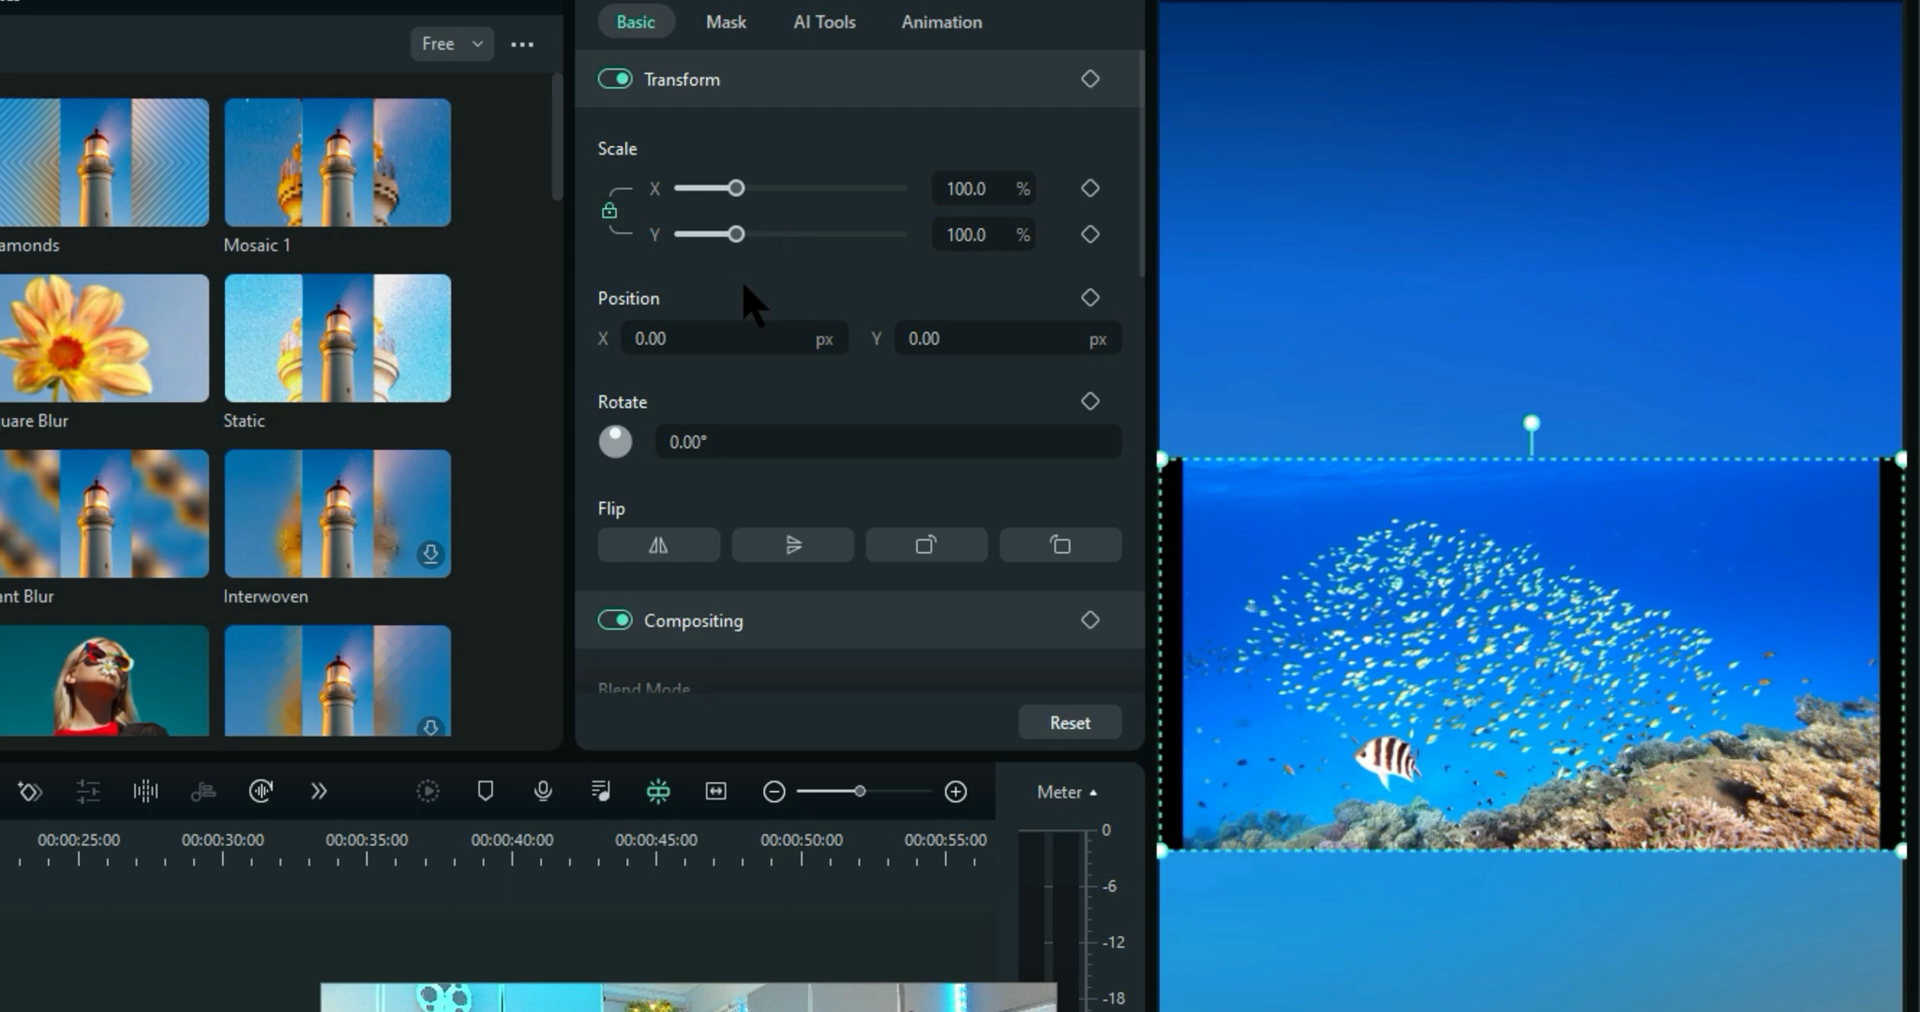 Free
amonds
Mosaic 1
uare Blur
Static
ant Blur
Interwoven
Basic
Mask
AI Tools
Animation
Transform
Scale
X
100.0 %
Y
100.0 %
Position
X 0.00 px Y 0.00 px
Rotate
0.00°
Flip
Compositing
Blend Mode
Reset
Meter
00:00:25:00 00:00:30:00 00:00:35:00 00:00:40:00 00:00:45:00 00:00:50:00 00:00:55:00
0
-6
-12
-18